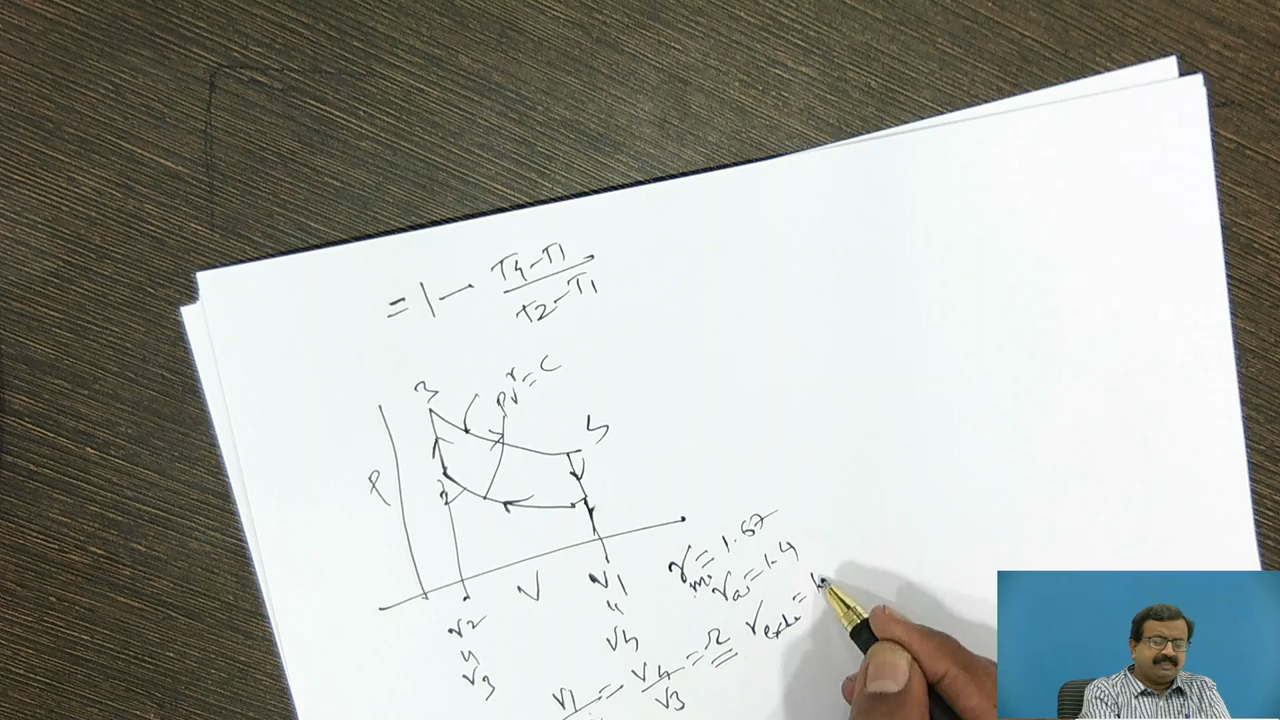 = 1 - T4-T1
T2-T1
3
PV^γ = C
4
P
2
V
V1
V2
"
"
V4
V3
γm = 1.67
γa = 1.4
γexh = 1.
V1 = V4 = r
V3